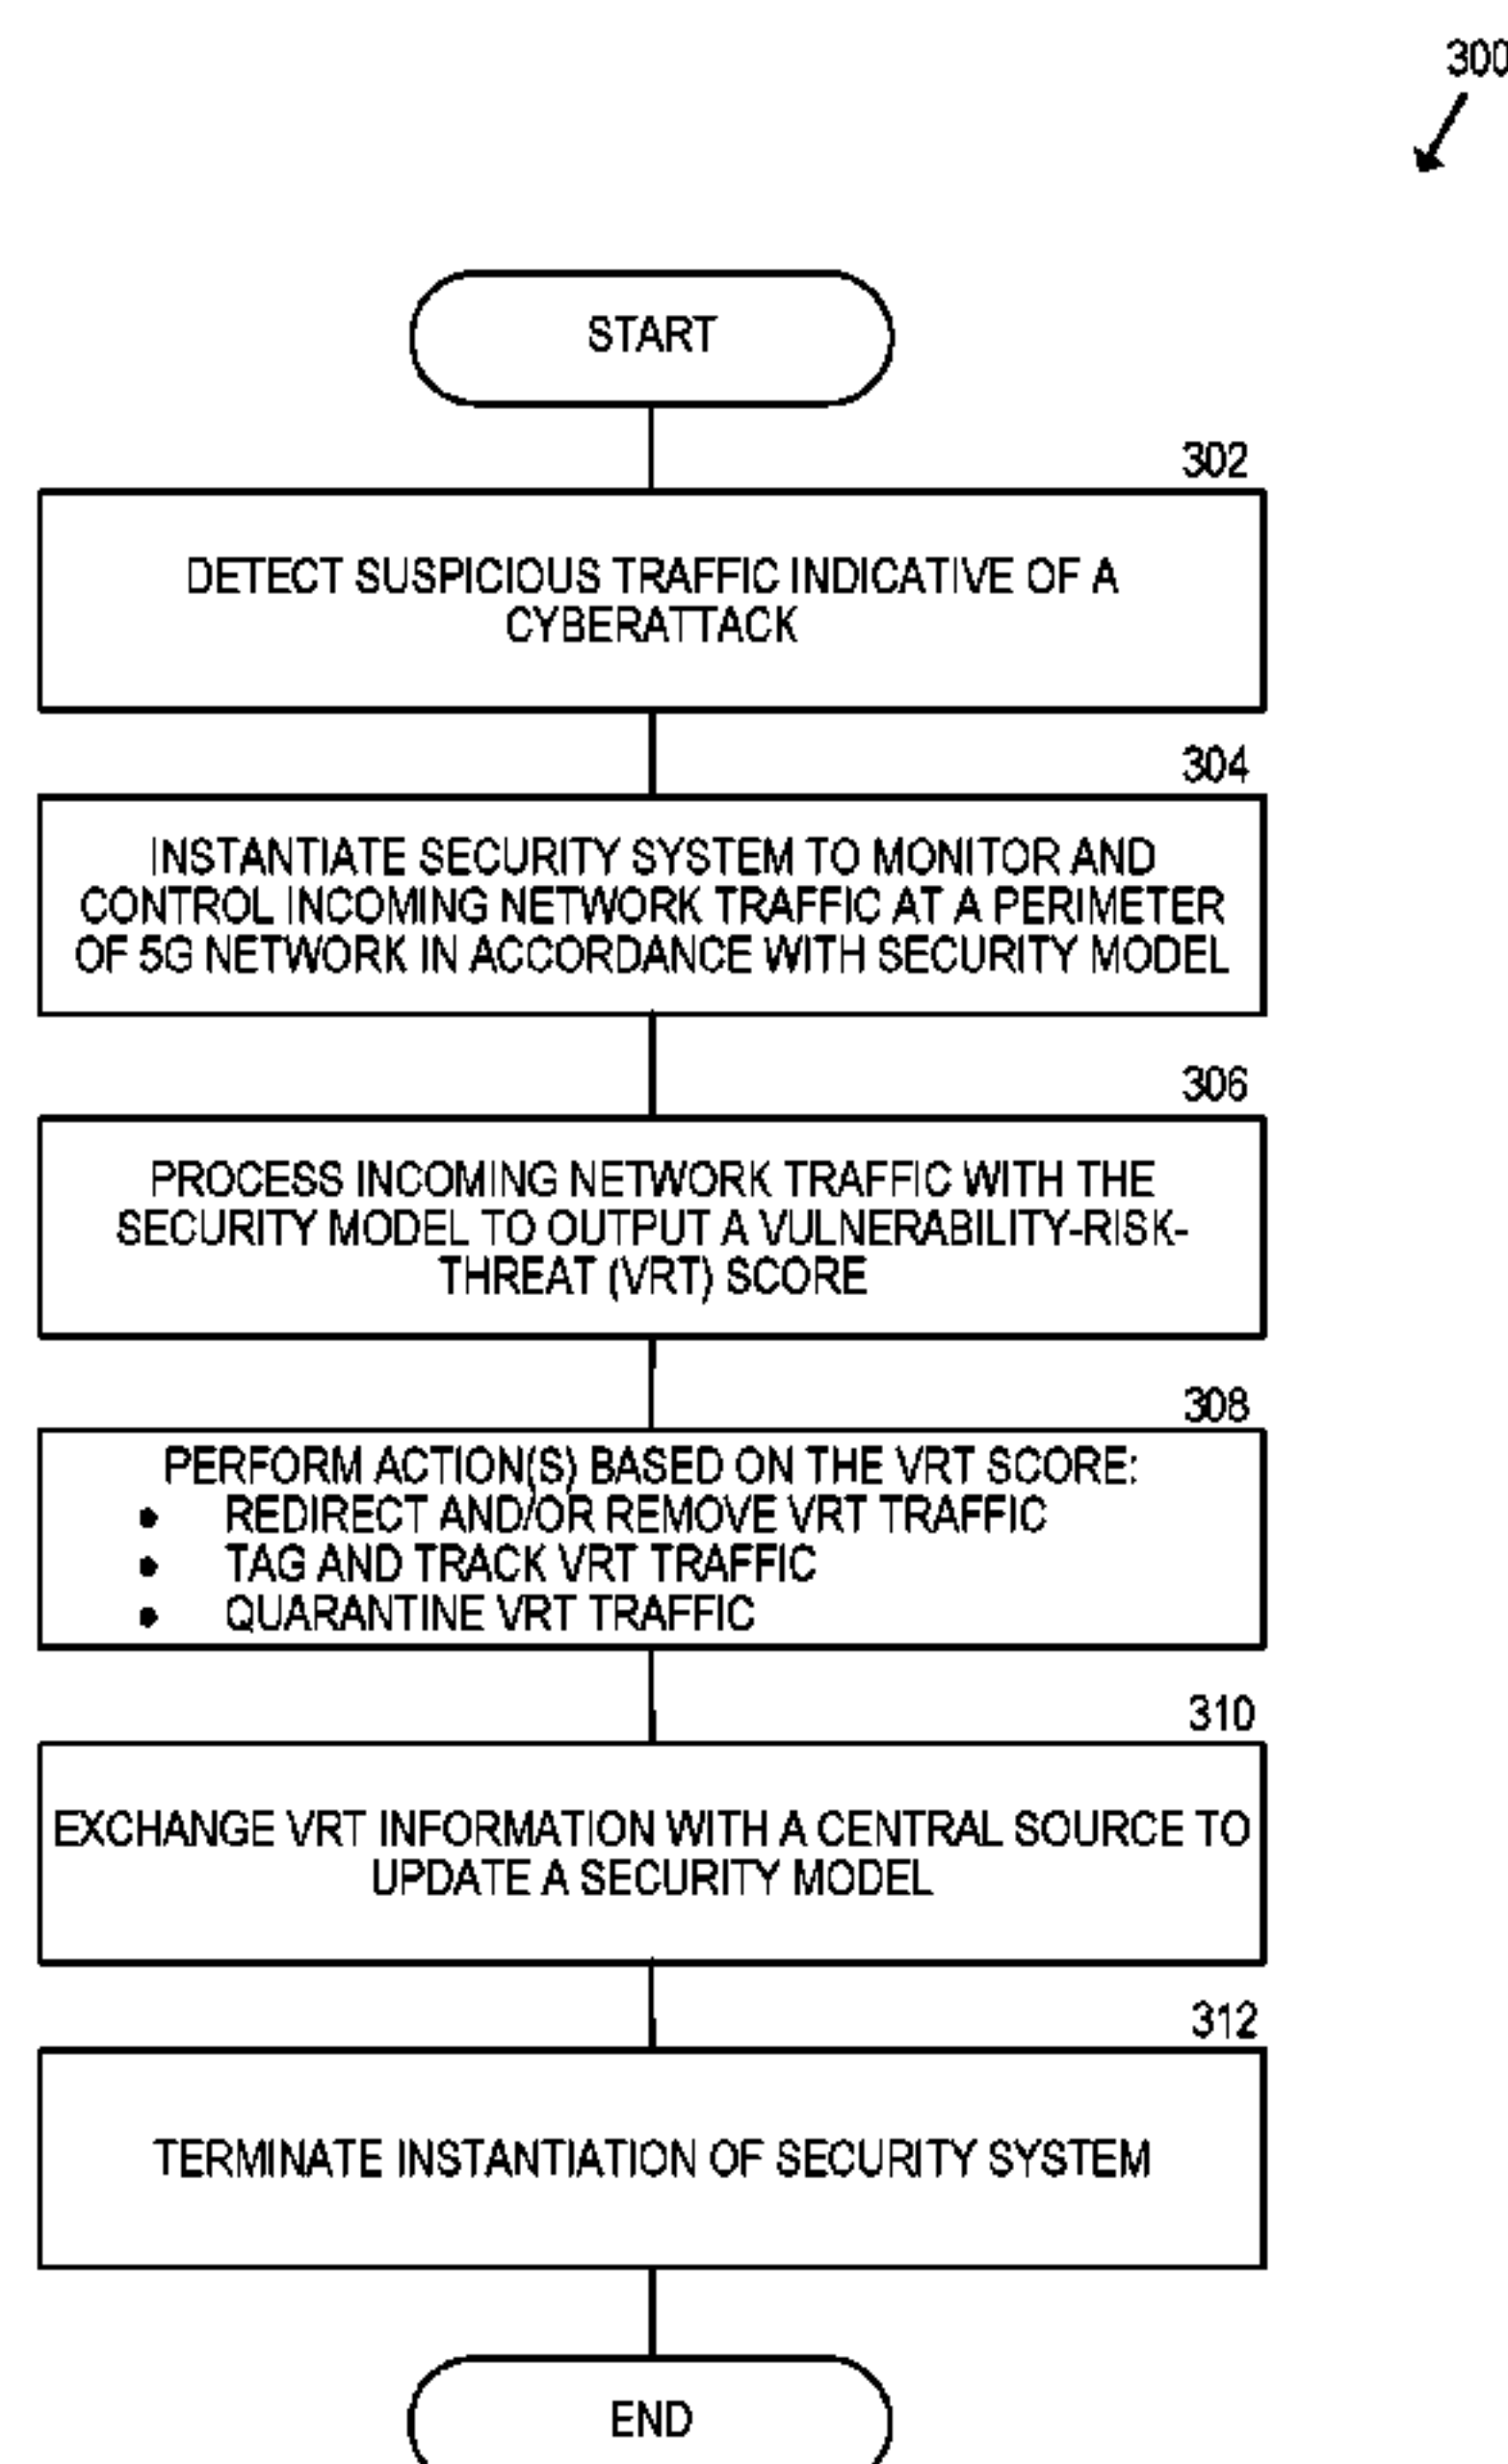 300
START
302
DETECT SUSPICIOUS TRAFFIC INDICATIVE OF A
CYBERATTACK
304
INSTANTIATE SECURITY SYSTEM TO MONITOR AND
CONTROL INCOMING NETWORK TRAFFIC AT A PERIMETER
OF 5G NETWORK IN ACCORDANCE WITH SECURITY MODEL
306
PROCESS INCOMING NETWORK TRAFFIC WITH THE
SECURITY MODEL TO OUTPUT A VULNERABILITY-RISK-
THREAT (VRT) SCORE
308
PERFORM ACTION(S) BASED ON THE VRT SCORE:
• REDIRECT AND/OR REMOVE VRT TRAFFIC
• TAG AND TRACK VRT TRAFFIC
• QUARANTINE VRT TRAFFIC
310
EXCHANGE VRT INFORMATION WITH A CENTRAL SOURCE TO
UPDATE A SECURITY MODEL
312
TERMINATE INSTANTIATION OF SECURITY SYSTEM
END